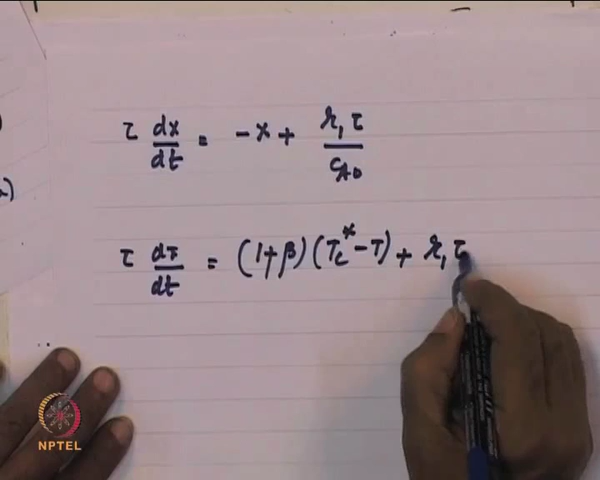 τ dx/dt = -x + r₁τ/C_A0
τ dT/dt = (1+β)(T_c* - T) + r₁τ
NPTEL